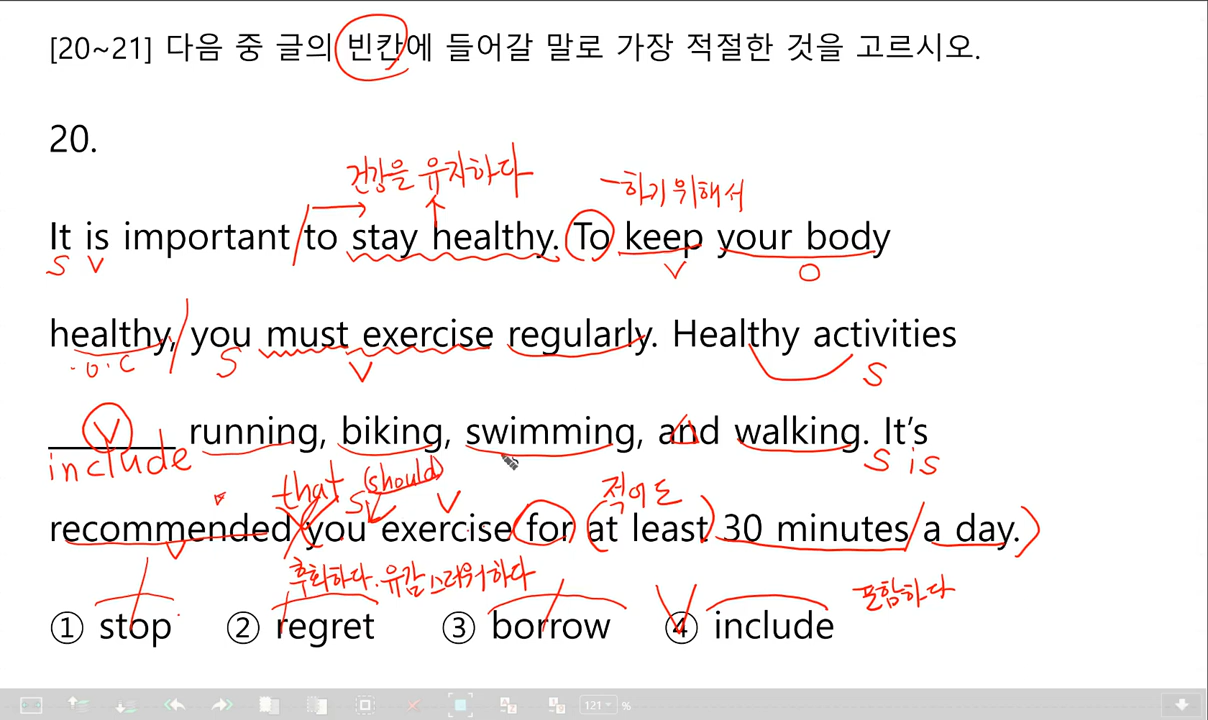 [20~21] 다음 중 글의 빈칸에 들어갈 말로 가장 적절한 것을 고르시오.
20.
건강을 유지하다 ~하기 위해서
It is important to stay healthy. To keep your body
S V V O
healthy, you must exercise regularly. Healthy activities
O.C S V S
V running, biking, swimming, and walking. It's
include S is
that (should) S V 적어도
recommended you exercise for at least 30 minutes a day.
V 후회하다. 유감스러워하다 포함하다
① stop ② regret ③ borrow ④ include
121 %